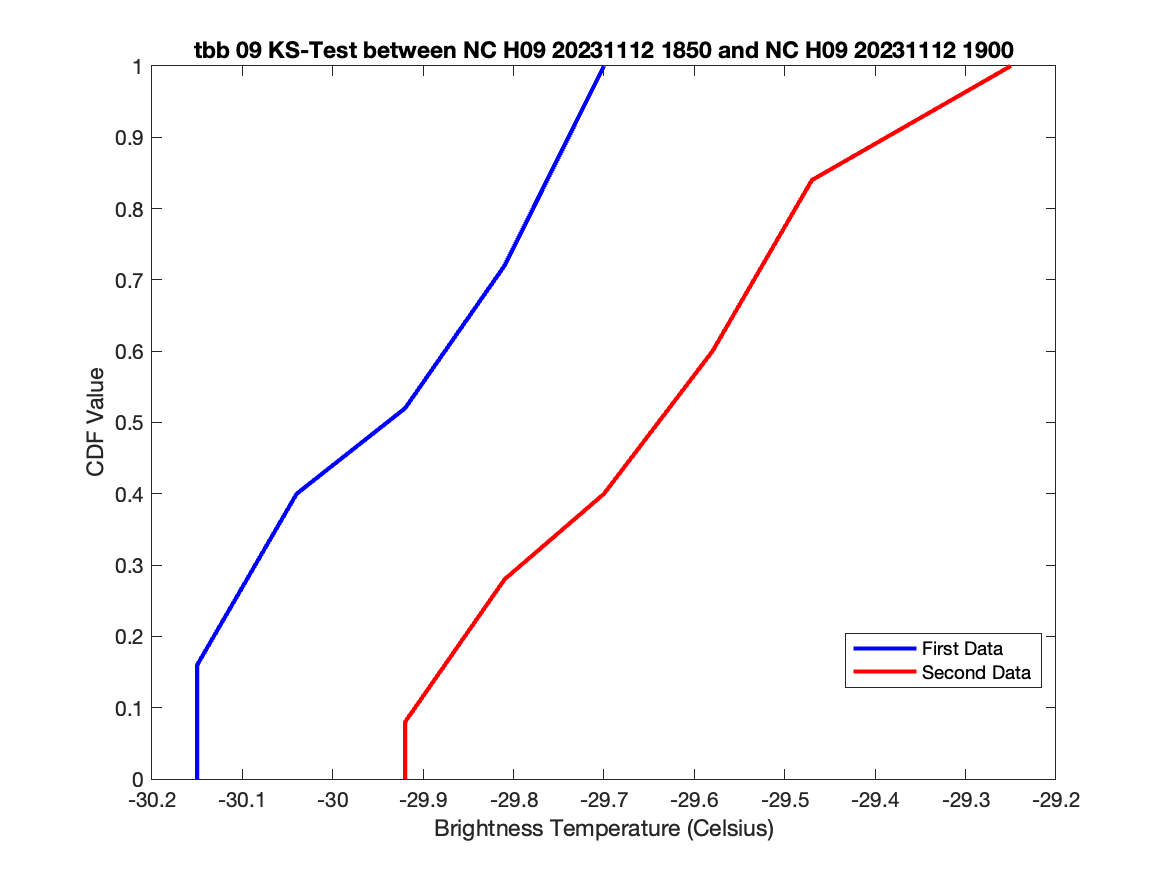 tbb 09 KS-Test between NC H09 20231112 1850 and NC H09 20231112 1900
1
0.9
0.8
0.7
0.6
0.5
0.4
0.3
0.2
0.1
0
CDF Value
First Data
Second Data
-30.2 -30.1 -30 -29.9 -29.8 -29.7 -29.6 -29.5 -29.4 -29.3 -29.2
Brightness Temperature (Celsius)